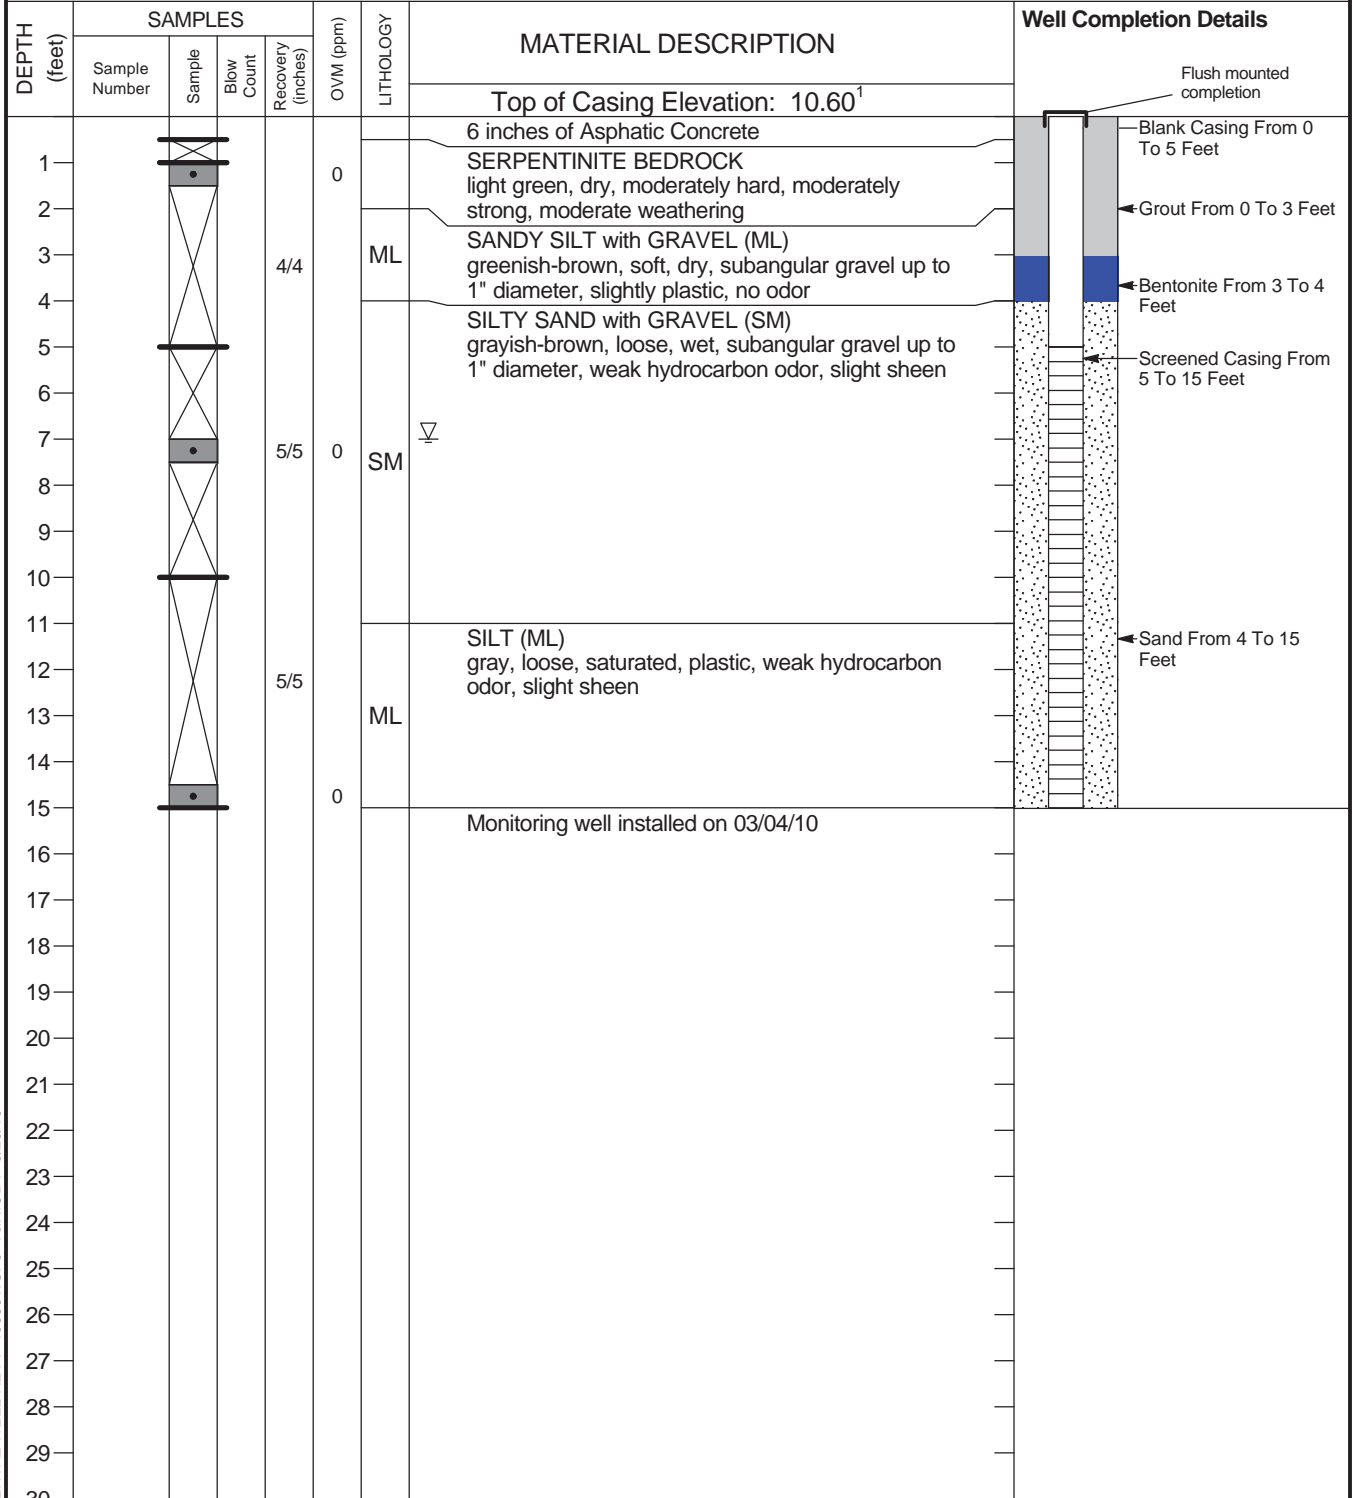 DEPTH (feet)
SAMPLES
Sample Number
Sample
Blow Count
Recovery (inches)
OVM (ppm)
LITHOLOGY
MATERIAL DESCRIPTION
Top of Casing Elevation: 10.60¹
Well Completion Details
Flush mounted
completion
6 inches of Asphatic Concrete
Blank Casing From 0
To 5 Feet
1
0
SERPENTINITE BEDROCK
light green, dry, moderately hard, moderately
strong, moderate weathering
2
Grout From 0 To 3 Feet
3
4/4
ML
SANDY SILT with GRAVEL (ML)
greenish-brown, soft, dry, subangular gravel up to
1" diameter, slightly plastic, no odor
4
Bentonite From 3 To 4
Feet
SILTY SAND with GRAVEL (SM)
grayish-brown, loose, wet, subangular gravel up to
1" diameter, weak hydrocarbon odor, slight sheen
5
Screened Casing From
5 To 15 Feet
6
7
5/5
0
SM
8
9
10
11
SILT (ML)
gray, loose, saturated, plastic, weak hydrocarbon
odor, slight sheen
Sand From 4 To 15
Feet
12
5/5
13
ML
14
0
15
Monitoring well installed on 03/04/10
16
17
18
19
20
21
22
23
24
25
26
27
28
29
30